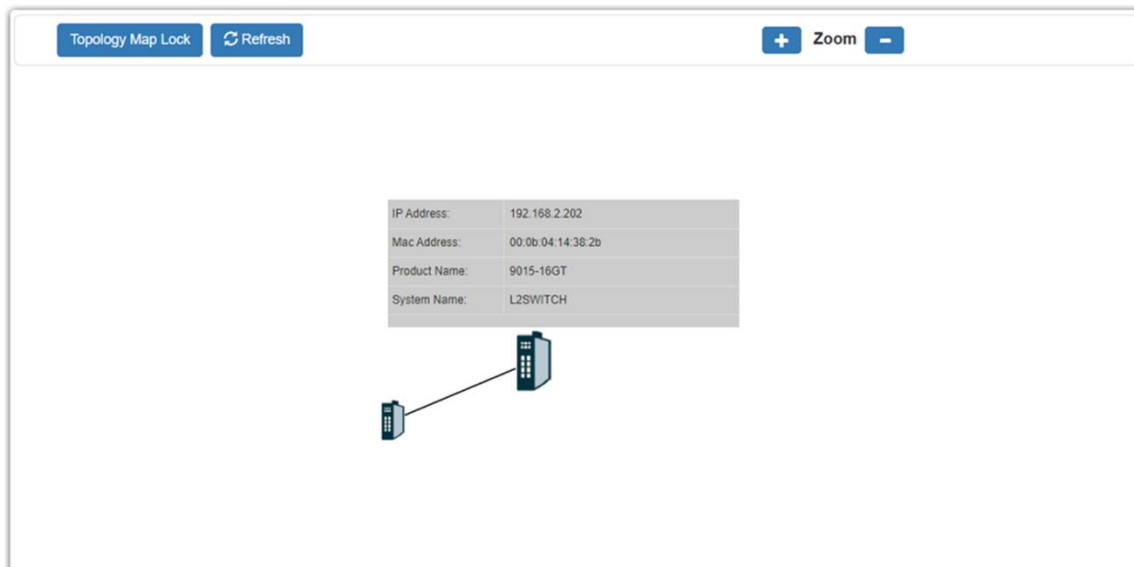 Topology Map Lock Refresh + Zoom -
IP Address: 192.168.2.202
Mac Address: 00:0b:04:14:38:2b
Product Name: 9015-16GT
System Name: L2SWITCH